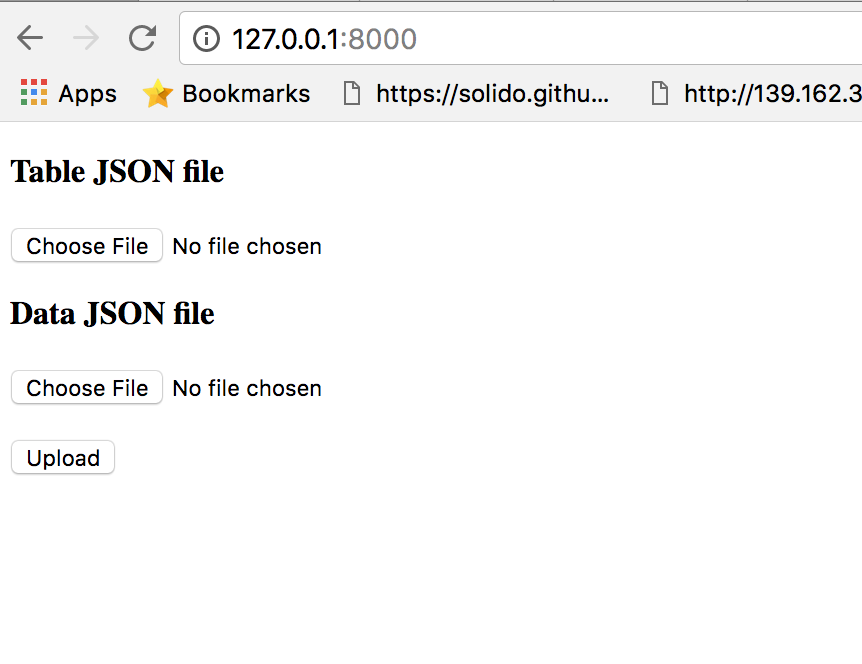 127.0.0.1:8000
Apps Bookmarks https://solido.githu... http://139.162.3
Table JSON file
Choose File No file chosen
Data JSON file
Choose File No file chosen
Upload